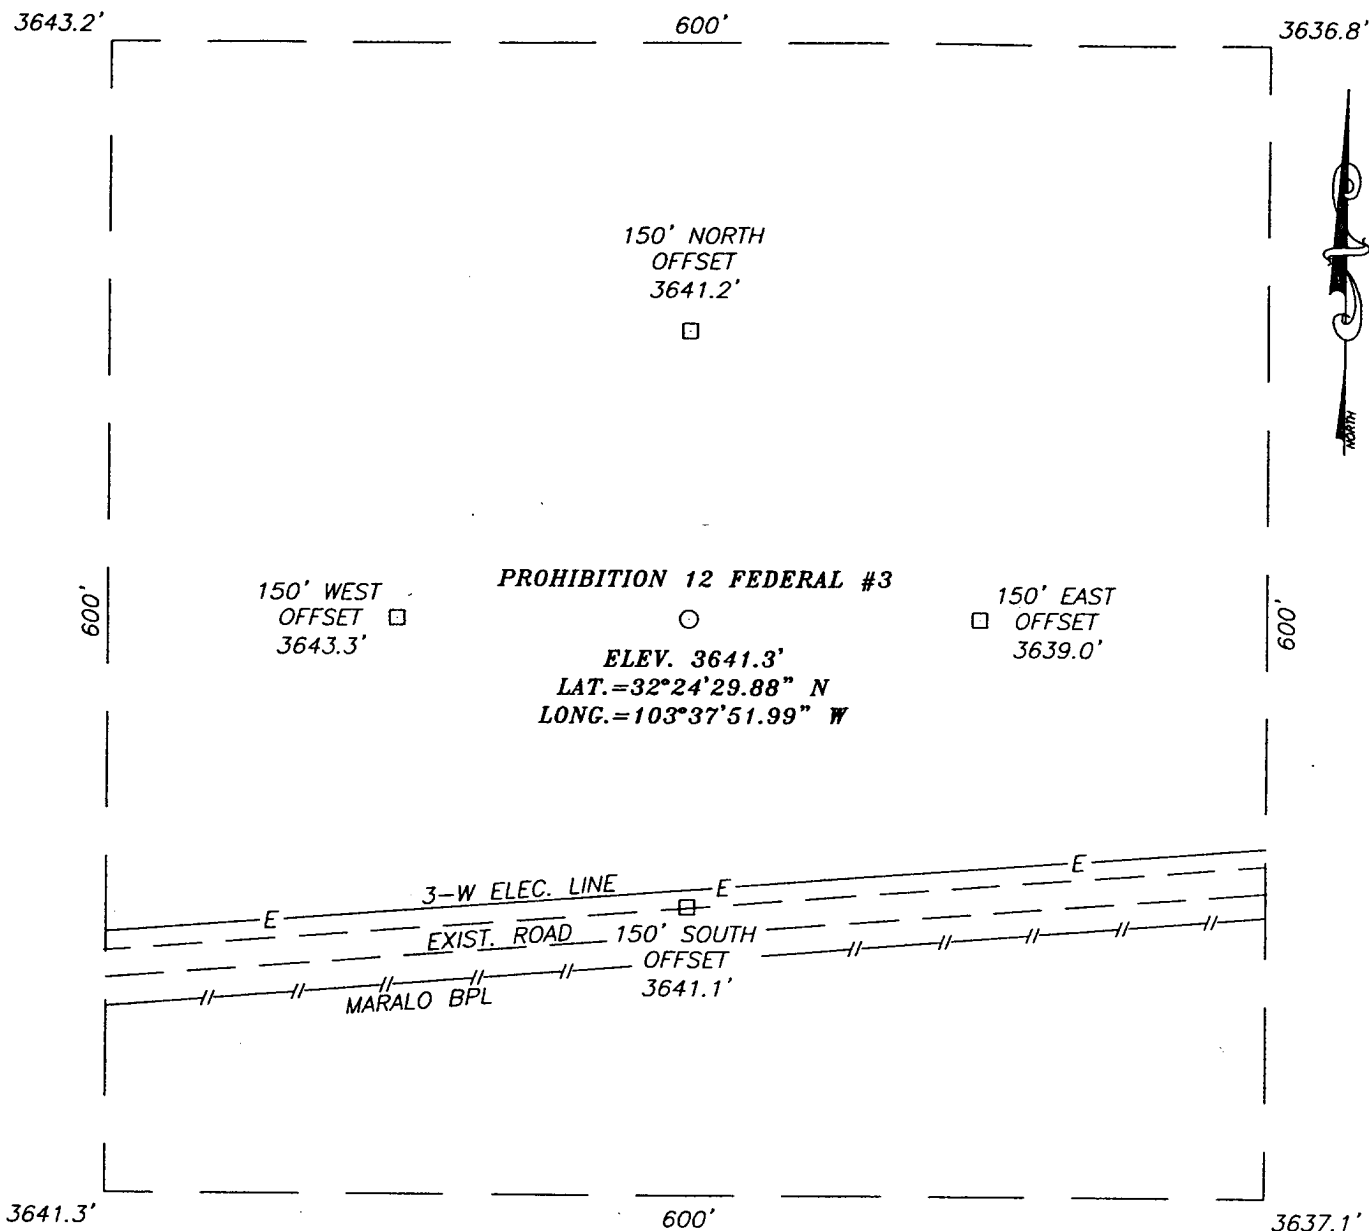 3643.2'
600'
3636.8'
NORTH
150' NORTH
OFFSET
3641.2'
600'
150' WEST
OFFSET
3643.3'
PROHIBITION 12 FEDERAL #3
ELEV. 3641.3'
LAT.=32°24'29.88" N
LONG.=103°37'51.99" W
150' EAST
OFFSET
3639.0'
600'
E
3-W ELEC. LINE
E
E
EXIST. ROAD
150' SOUTH
OFFSET
3641.1'
MARALO BPL
3641.3'
600'
3637.1'